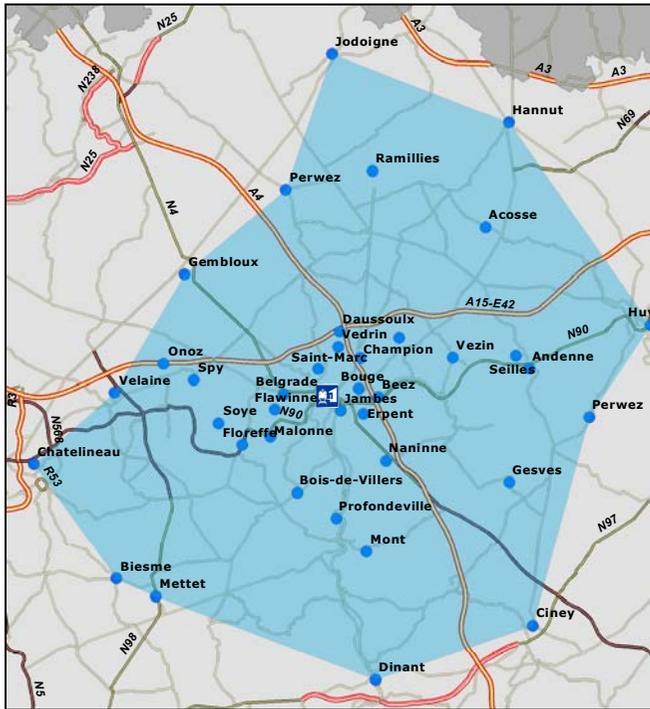 N25
A3
Jodoigne
N238
A3
A3
Hannut
N69
N25
Ramillies
Perwez
A4
N4
Acosse
Gembloux
A15-E42
Huy
Daussoulx
N90
Vedrin
Onoz
Saint-Marc
Champion
Vezin
Andenne
Spy
Seilles
Velaine
Belgrade
Bouge
Beez
R3
Flawinne
Jambes
Soye
N90
Erpent
Perwez
N568
Floreffe
Malonne
Chatelineau
Naninne
R53
Bois-de-Villers
Gesves
Profondeville
N97
Mont
Biesme
Mettet
Ciney
N98
Dinant
N5